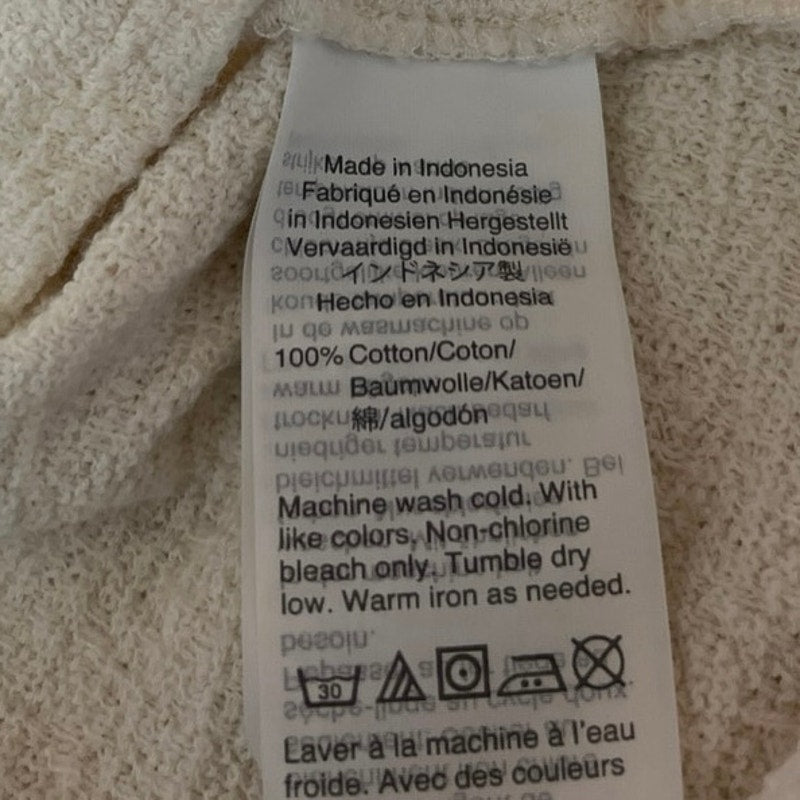 Made in Indonesia
Fabriqué en Indonésie
in Indonesien Hergestellt
Vervaardigd in Indonesië
インドネシア製
Hecho en Indonesia
100% Cotton/Coton/
Baumwolle/Katoen/
綿/algodón
Machine wash cold. With
like colors. Non-chlorine
bleach only. Tumble dry
low. Warm iron as needed.
30
Laver à la machine à l'eau
froide. Avec des couleurs